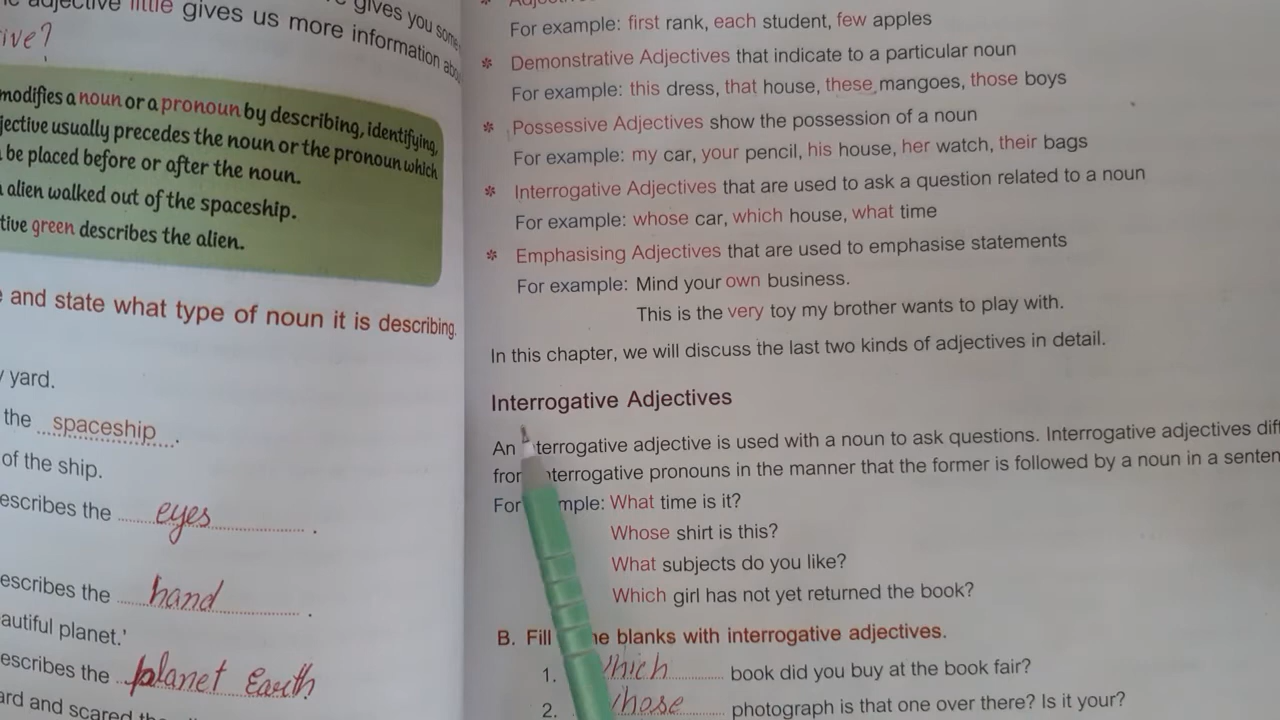 adjective little gives us more information
gives you some
ive?
modifies a noun or a pronoun by describing, identifying,
jective usually precedes the noun or the pronoun which
be placed before or after the noun.
alien walked out of the spaceship.
tive green describes the alien.
and state what type of noun it is describing.
yard.
the spaceship.
of the ship.
escribes the eyes.
escribes the hand.
autiful planet.'
escribes the planet Earth
ard and scared
For example: first rank, each student, few apples
* Demonstrative Adjectives that indicate to a particular noun
For example: this dress, that house, these mangoes, those boys
* Possessive Adjectives show the possession of a noun
For example: my car, your pencil, his house, her watch, their bags
* Interrogative Adjectives that are used to ask a question related to a noun
For example: whose car, which house, what time
* Emphasising Adjectives that are used to emphasise statements
For example: Mind your own business.
This is the very toy my brother wants to play with.
In this chapter, we will discuss the last two kinds of adjectives in detail.
Interrogative Adjectives
An terrogative adjective is used with a noun to ask questions. Interrogative adjectives diff
from interrogative pronouns in the manner that the former is followed by a noun in a senten
For example: What time is it?
Whose shirt is this?
What subjects do you like?
Which girl has not yet returned the book?
B. Fill the blanks with interrogative adjectives.
1. Which book did you buy at the book fair?
2. Whose photograph is that one over there? Is it your?